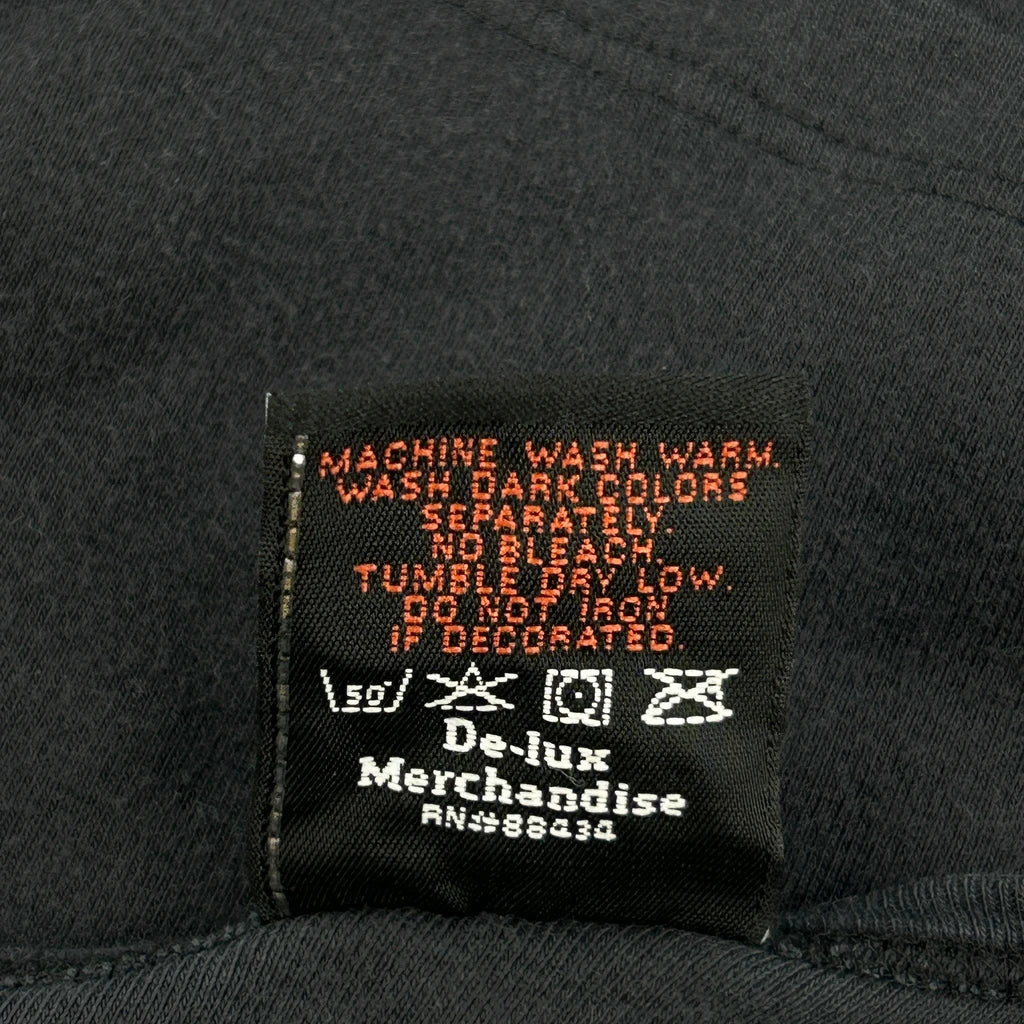 MACHINE WASH WARM.
WASH DARK COLORS
SEPARATELY.
NO BLEACH.
TUMBLE DRY LOW.
DO NOT IRON
IF DECORATED.
50°
De-lux
Merchandise
RN#88434